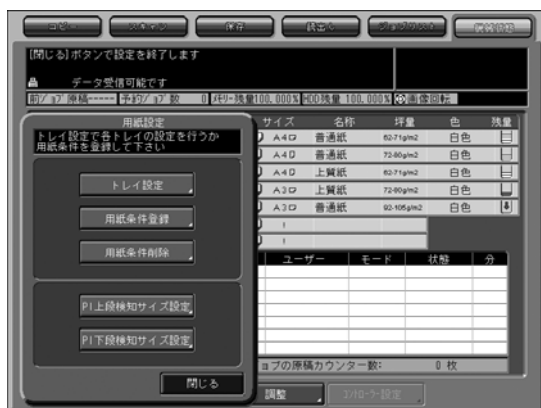 コピー スキャン 保存 読出し ジョブリスト 機械状態
[閉じる]ボタンで設定を終了します
データ受信可能です
前ｼﾞｮﾌﾞ原稿----- 予約ｼﾞｮﾌﾞ数 0 ﾒﾓﾘｰ残量100.000% HDD残量 100.000% 画像回転
用紙設定
トレイ設定で各トレイの設定を行うか
用紙条件を登録して下さい
トレイ設定
用紙条件登録
用紙条件削除
PI上段検知サイズ設定
PI下段検知サイズ設定
閉じる
サイズ 名称 坪量 色 残量
A4 普通紙 62-71g/m2 白色
A4 普通紙 72-80g/m2 白色
A4 上質紙 62-71g/m2 白色
A3 上質紙 72-80g/m2 白色
A3 普通紙 92-105g/m2 白色
!
!
ユーザー モード 状態 分
ョブの原稿カウンター数: 0 枚
調整 ｺﾝﾄﾛｰﾗｰ設定